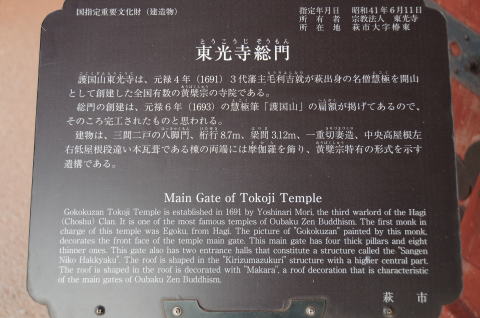 国指定重要文化財（建造物）
指定年月日　昭和41年6月11日
所有者　宗教法人　東光寺
所在地　萩市大字椿東
とうこうじそうもん
東光寺総門
護国山東光寺は、元禄4年（1691）3代藩主毛利吉就が萩出身の名僧慧極を開山
として創建した全国有数の黄檗宗の寺院である。
総門の創建は、元禄6年（1693）の慧極筆「護国山」の扁額が掲げてあるので、
そのころ完工されたものと思われる。
建物は、三間二戸の八脚門、桁行8.7m、梁間3.12m、一重切妻造、中央高屋根左
右低屋根段違い本瓦葺である棟の両端には摩伽羅を飾り、黄檗宗特有の形式を示す
遺構である。
Main Gate of Tokoji Temple
Gokokuzan Tokoji Temple is established in 1691 by Yoshinari Mori, the third warlord of the Hagi
(Choshu) Clan. It is one of the most famous temples of Oubaku Zen Buddhism. The first monk in
charge of this temple was Egoku, from Hagi. The picture of "Gokokuzan" painted by this monk,
decorates the front face of the temple main gate. This main gate has four thick pillars and eight
thinner ones. This gate also has two entrance halls that constitute a structure called the "Sangen
Niko Hakkyaku". The roof is shaped in the "Kirizumazukuri" structure with a higher central part.
The roof is shaped in the roof is decorated with "Makara", a roof decoration that is characteristic
of the main gates of Oubaku Zen Buddhism.
萩市